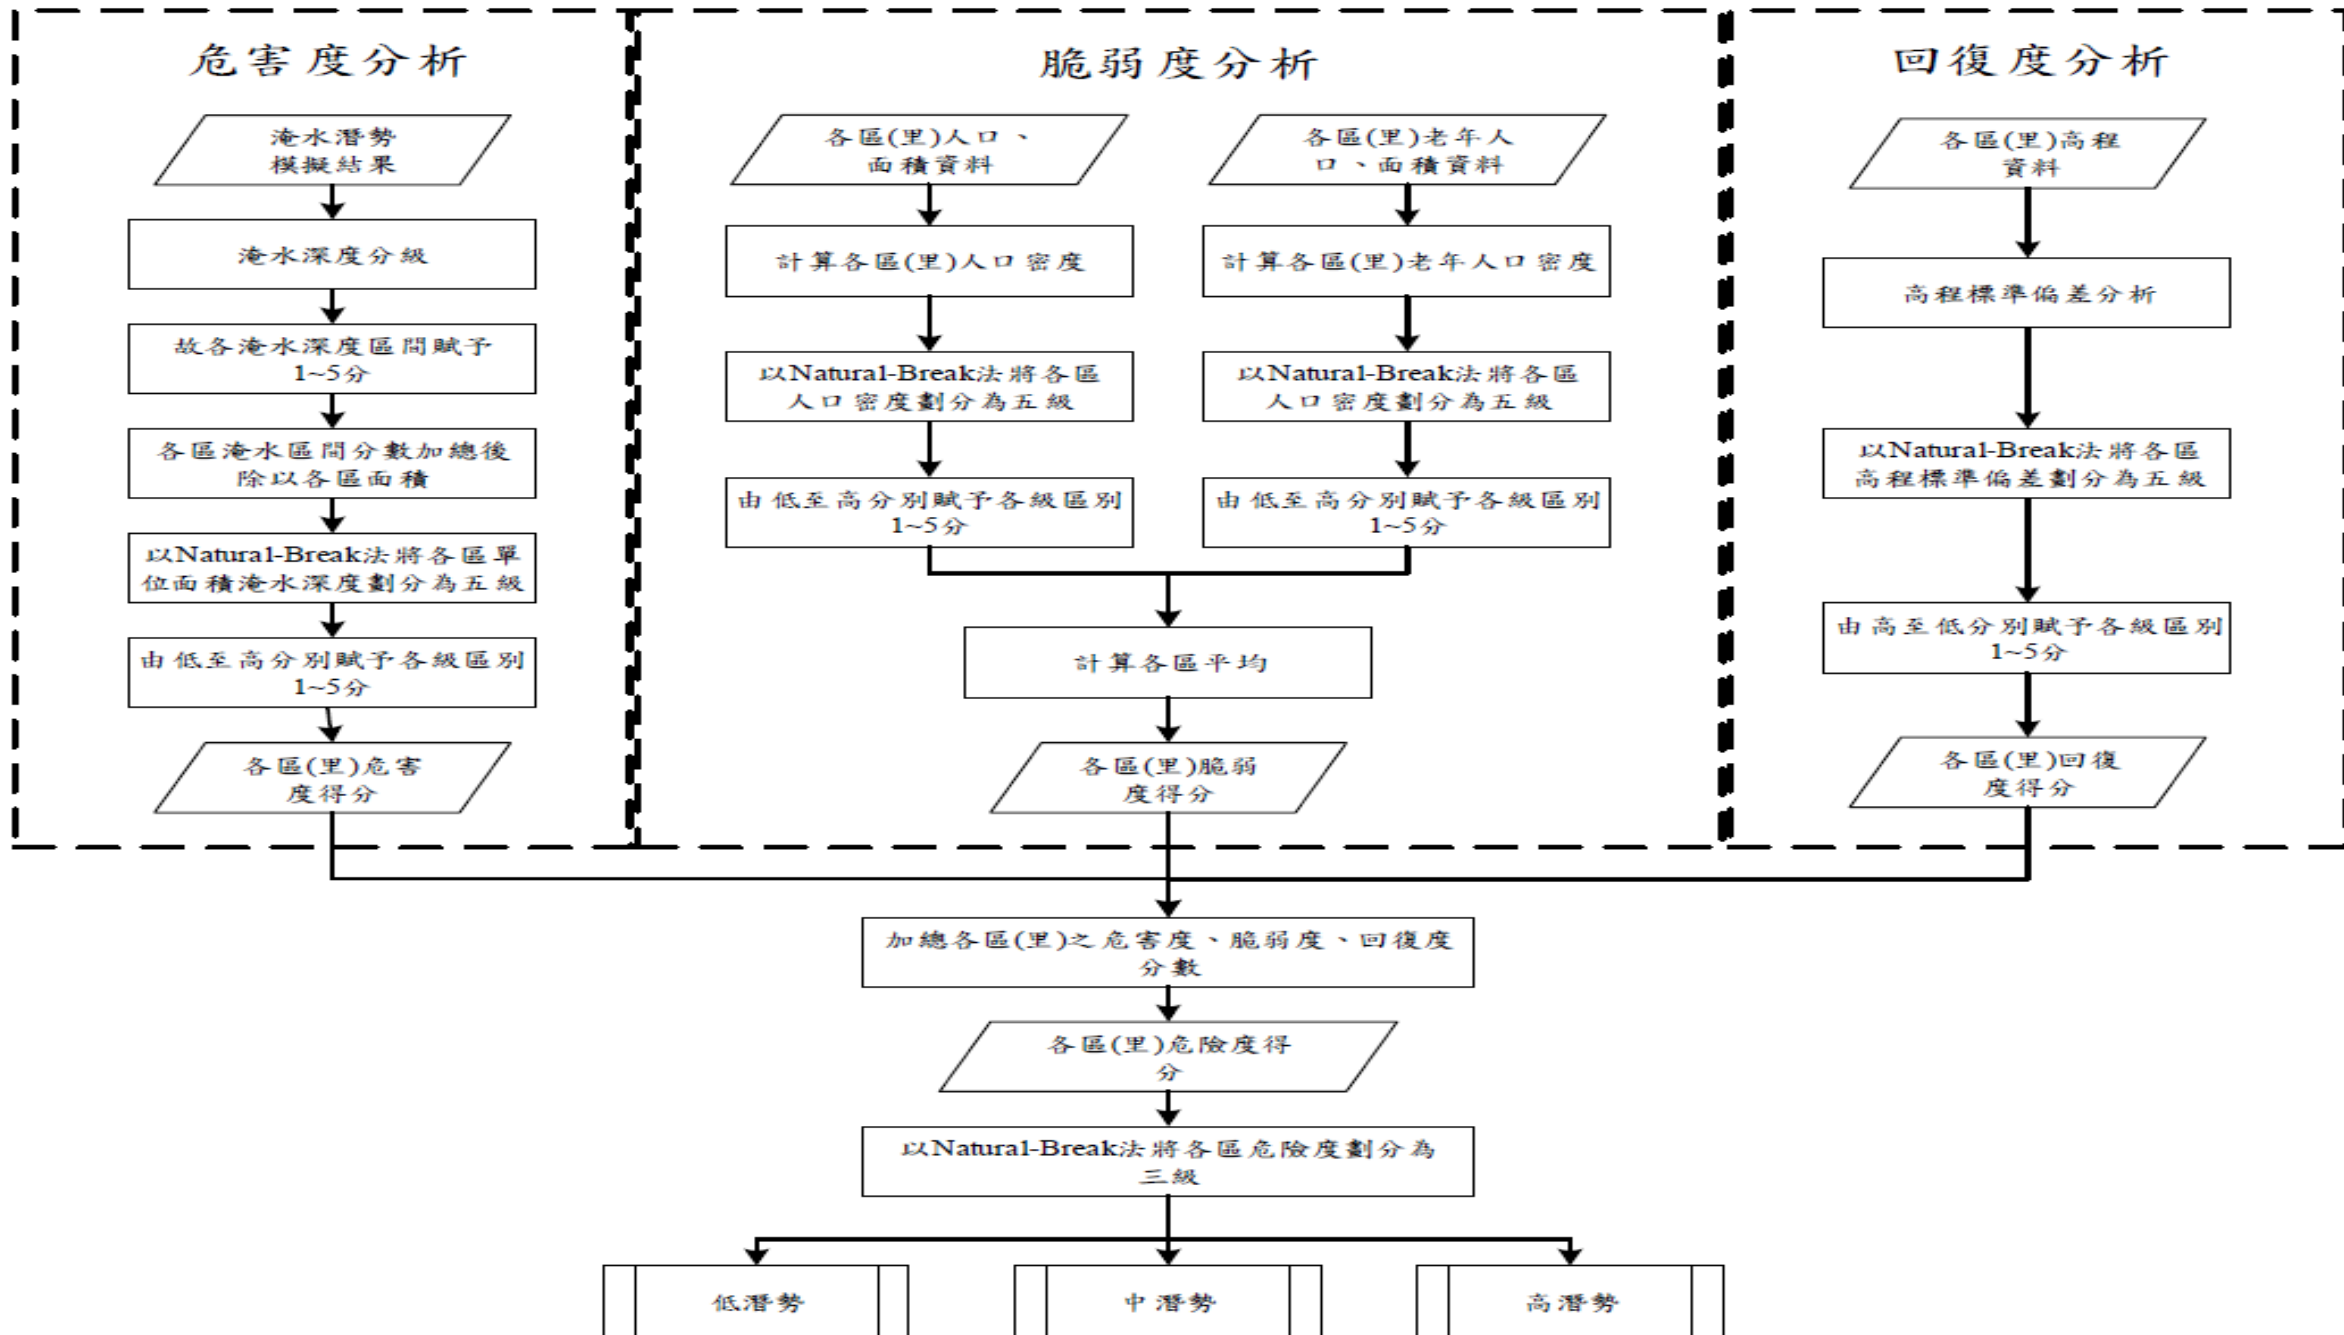 危害度分析
淹水潛勢
模擬結果
淹水深度分級
故各淹水深度區間賦予
1~5分
各區淹水區間分數加總後
除以各區面積
以Natural-Break法將各區單
位面積淹水深度劃分為五級
由低至高分別賦予各級區別
1~5分
各區(里)危害
度得分
脆弱度分析
各區(里)人口、
面積資料
計算各區(里)人口密度
以Natural-Break法將各區
人口密度劃分為五級
由低至高分別賦予各級區別
1~5分
各區(里)老年人
口、面積資料
計算各區(里)老年人口密度
以Natural-Break法將各區
人口密度劃分為五級
由低至高分別賦予各級區別
1~5分
計算各區平均
各區(里)脆弱
度得分
回復度分析
各區(里)高程
資料
高程標準偏差分析
以Natural-Break法將各區
高程標準偏差劃分為五級
由高至低分別賦予各級區別
1~5分
各區(里)回復
度得分
加總各區(里)之危害度、脆弱度、回復度
分數
各區(里)危險度得
分
以Natural-Break法將各區危險度劃分為
三級
低潛勢
中潛勢
高潛勢